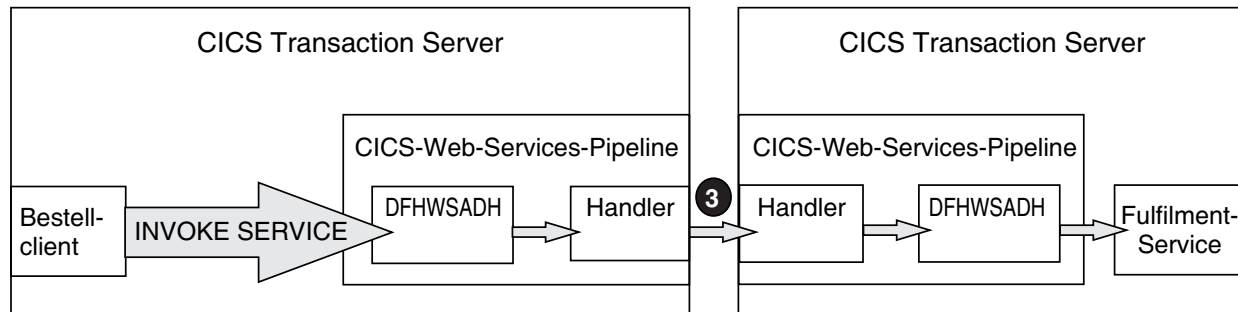 CICS Transaction Server
CICS-Web-Services-Pipeline
Bestell-
client
INVOKE SERVICE
DFHWSADH
Handler
3
CICS Transaction Server
CICS-Web-Services-Pipeline
Handler
DFHWSADH
Fulfilment-
Service